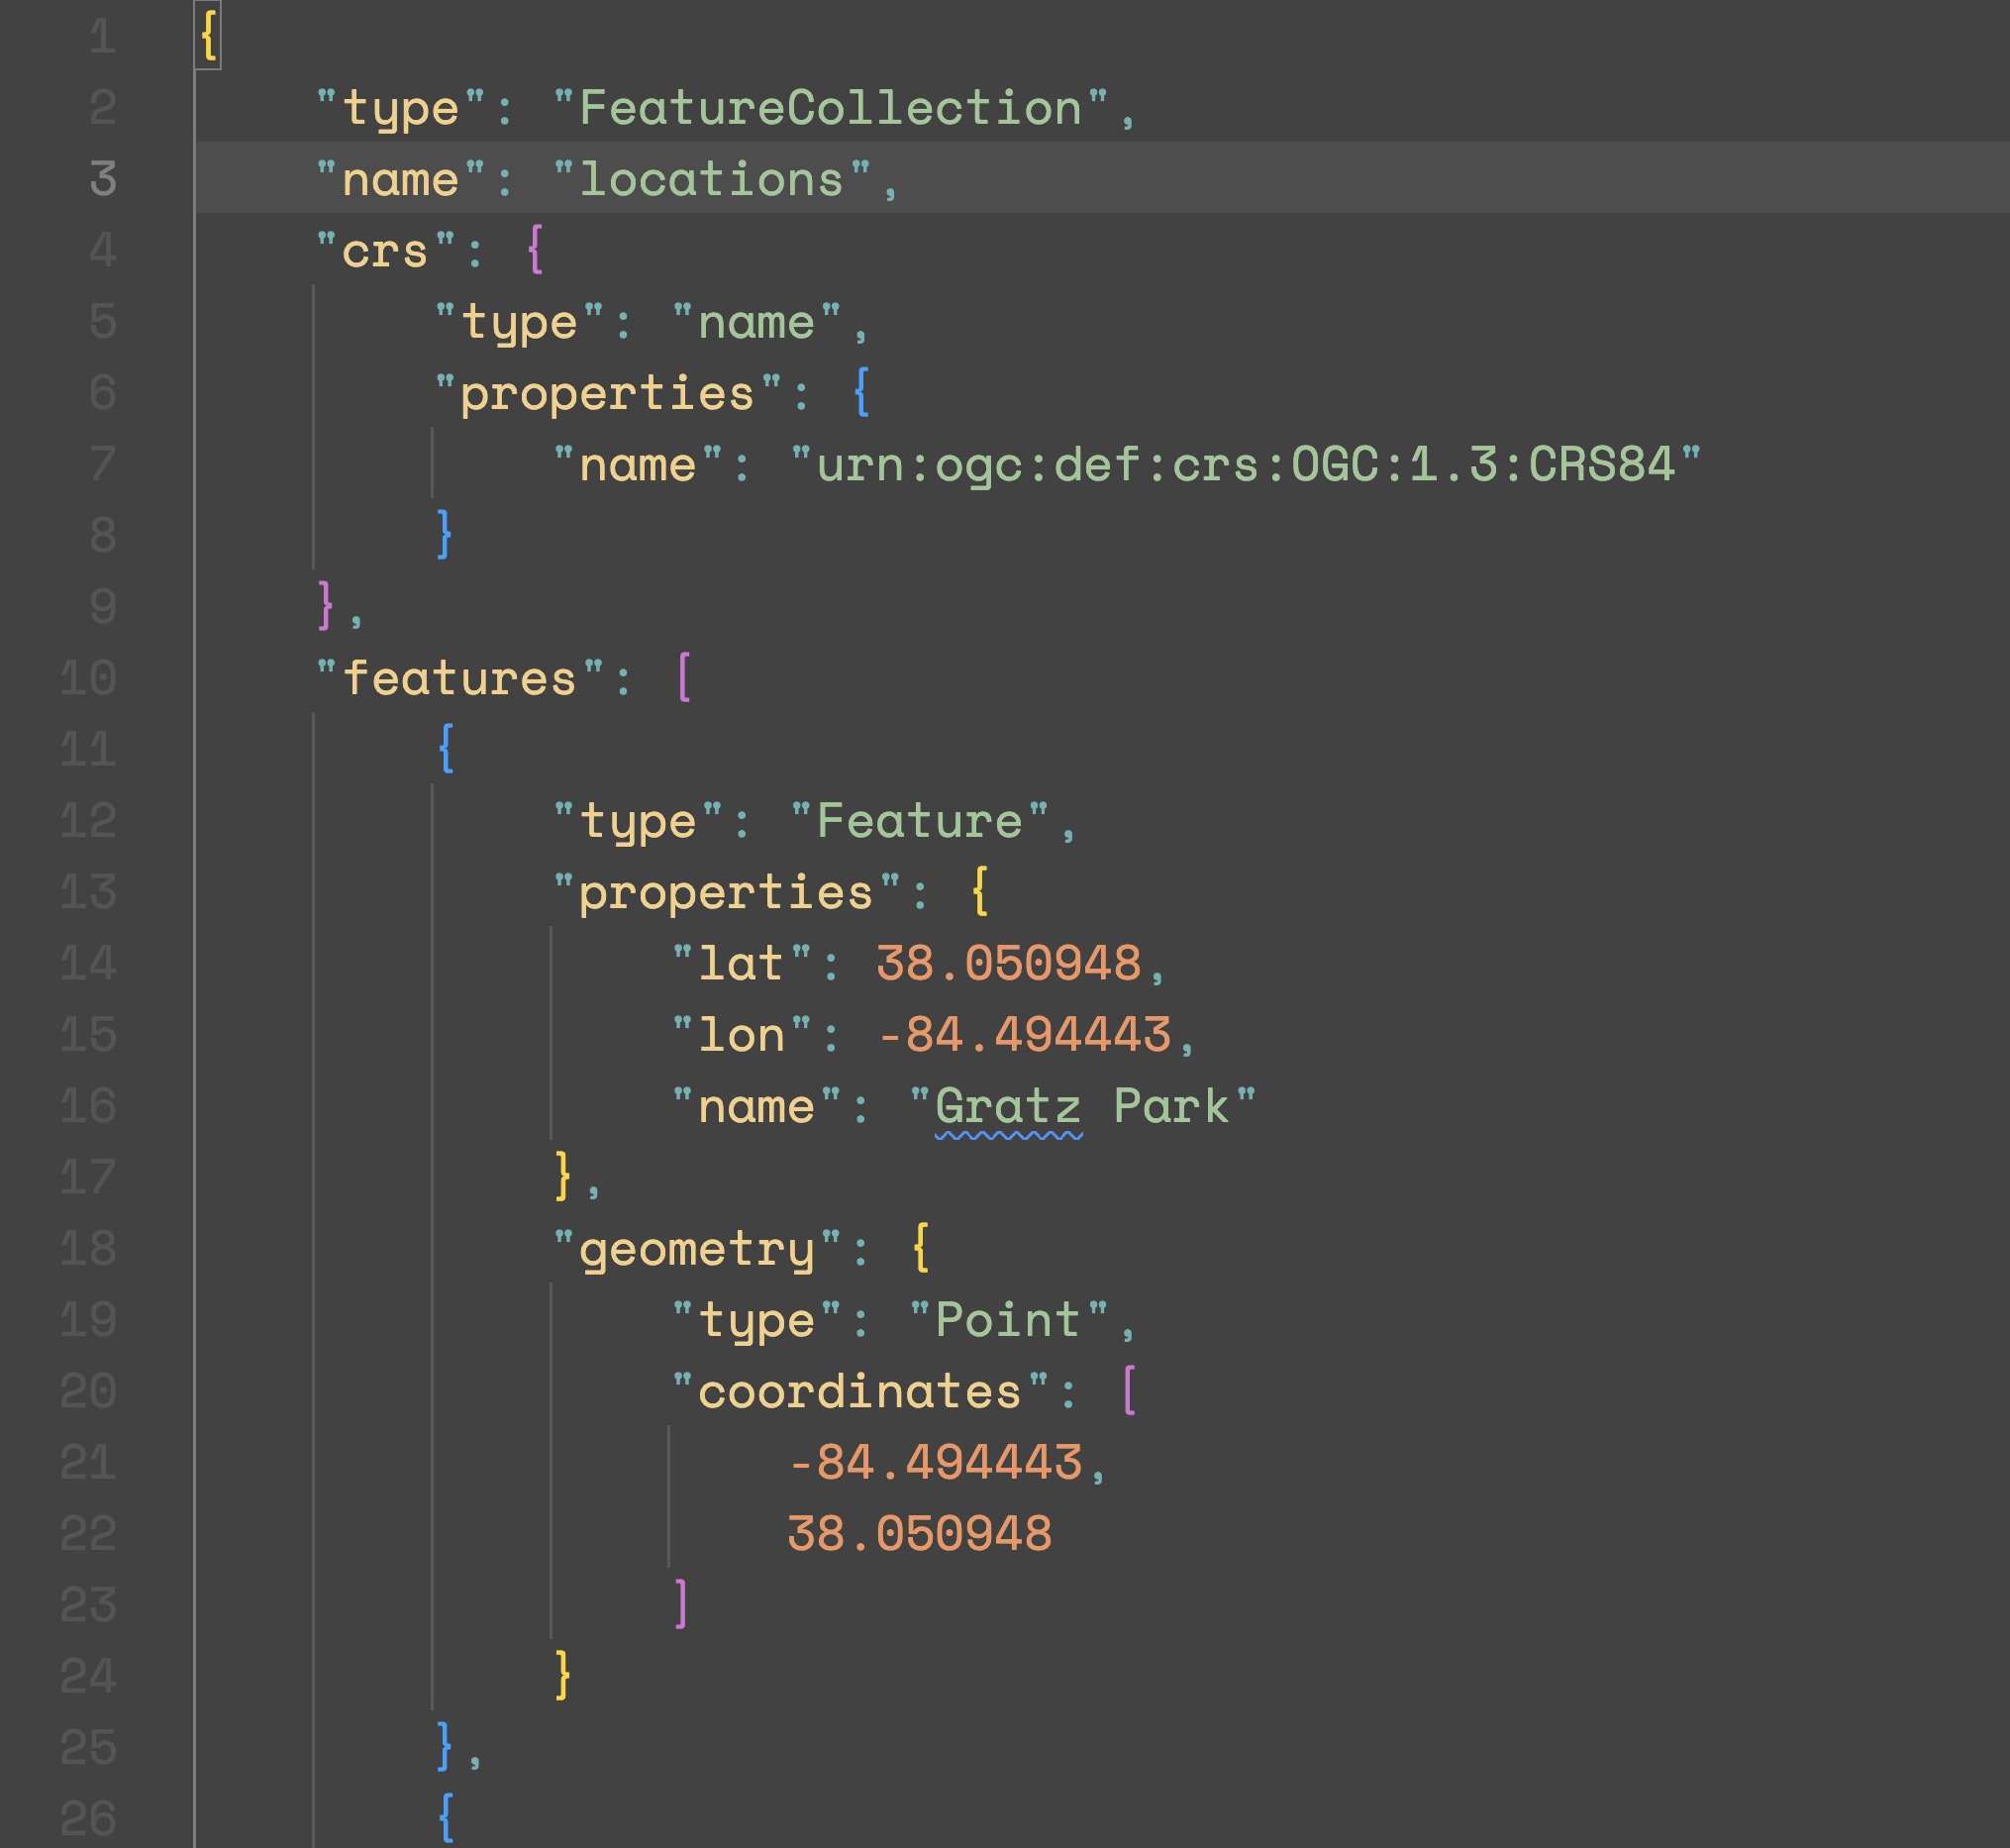 1 {
2 "type": "FeatureCollection",
3 "name": "locations",
4 "crs": {
5 "type": "name",
6 "properties": {
7 "name": "urn:ogc:def:crs:OGC:1.3:CRS84"
8 }
9 },
10 "features": [
11 {
12 "type": "Feature",
13 "properties": {
14 "lat": 38.050948,
15 "lon": -84.494443,
16 "name": "Gratz Park"
17 },
18 "geometry": {
19 "type": "Point",
20 "coordinates": [
21 -84.494443,
22 38.050948
23 ]
24 }
25 },
26 {